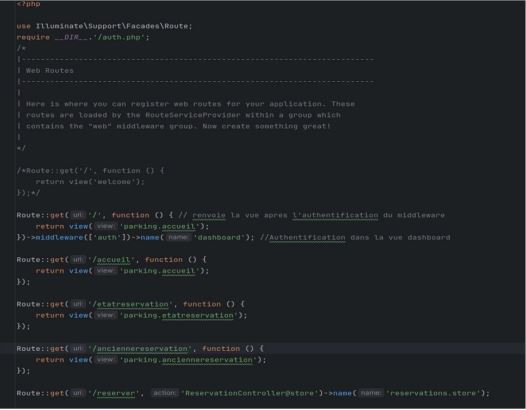 <?php
use Illuminate\Support\Facades\Route;
require __DIR__.'/auth.php';
/*
|--------------------------------------------------------------------------
| Web Routes
|--------------------------------------------------------------------------
|
| Here is where you can register web routes for your application. These
| routes are loaded by the RouteServiceProvider within a group which
| contains the "web" middleware group. Now create something great!
|
*/
/*Route::get('/', function () {
    return view('welcome');
});*/
Route::get( uri: '/', function () { // renvoie la vue apres l'authentification du middleware
    return view( view: 'parking.accueil');
})->middleware(['auth'])->name( name: 'dashboard'); //Authentification dans la vue dashboard
Route::get( uri: '/accueil', function () {
    return view( view: 'parking.accueil');
});
Route::get( uri: '/etatreservation', function () {
    return view( view: 'parking.etatreservation');
});
Route::get( uri: '/anciennereservation', function () {
    return view( view: 'parking.anciennereservation');
});
Route::get( uri: '/reserver', action: 'ReservationController@store')->name( name: 'reservations.store');